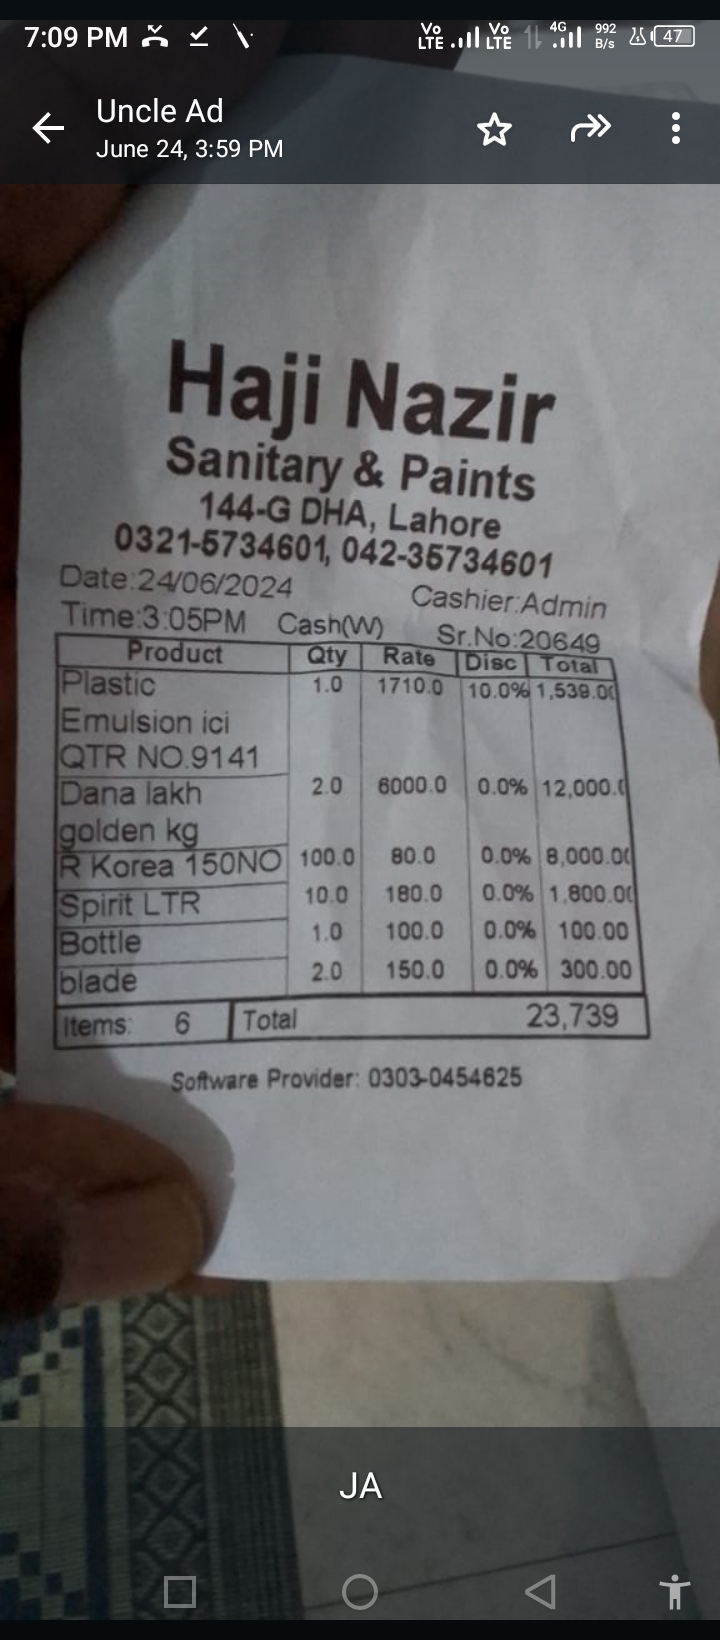 7:09 PM Vo LTE Vo LTE 4G 992 B/s 47
Uncle Ad
June 24, 3:59 PM
Haji Nazir
Sanitary & Paints
144-G DHA, Lahore
0321-5734601, 042-35734601
Date:24/06/2024 Cashier:Admin
Time:3:05PM Cash(W) Sr.No:20649
Product Qty Rate Disc Total
Plastic 1.0 1710.0 10.0% 1,539.00
Emulsion ici
QTR NO.9141
Dana lakh 2.0 6000.0 0.0% 12,000.0
golden kg
R Korea 150NO 100.0 80.0 0.0% 8,000.00
Spirit LTR 10.0 180.0 0.0% 1,800.00
Bottle 1.0 100.0 0.0% 100.00
blade 2.0 150.0 0.0% 300.00
Items: 6 Total 23,739
Software Provider: 0303-0454625
JA